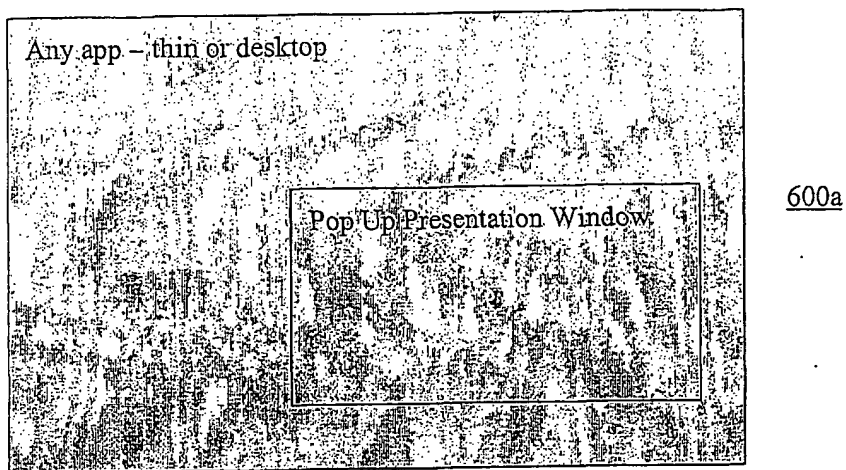 Any app – thin or desktop
Pop Up Presentation Window
600a